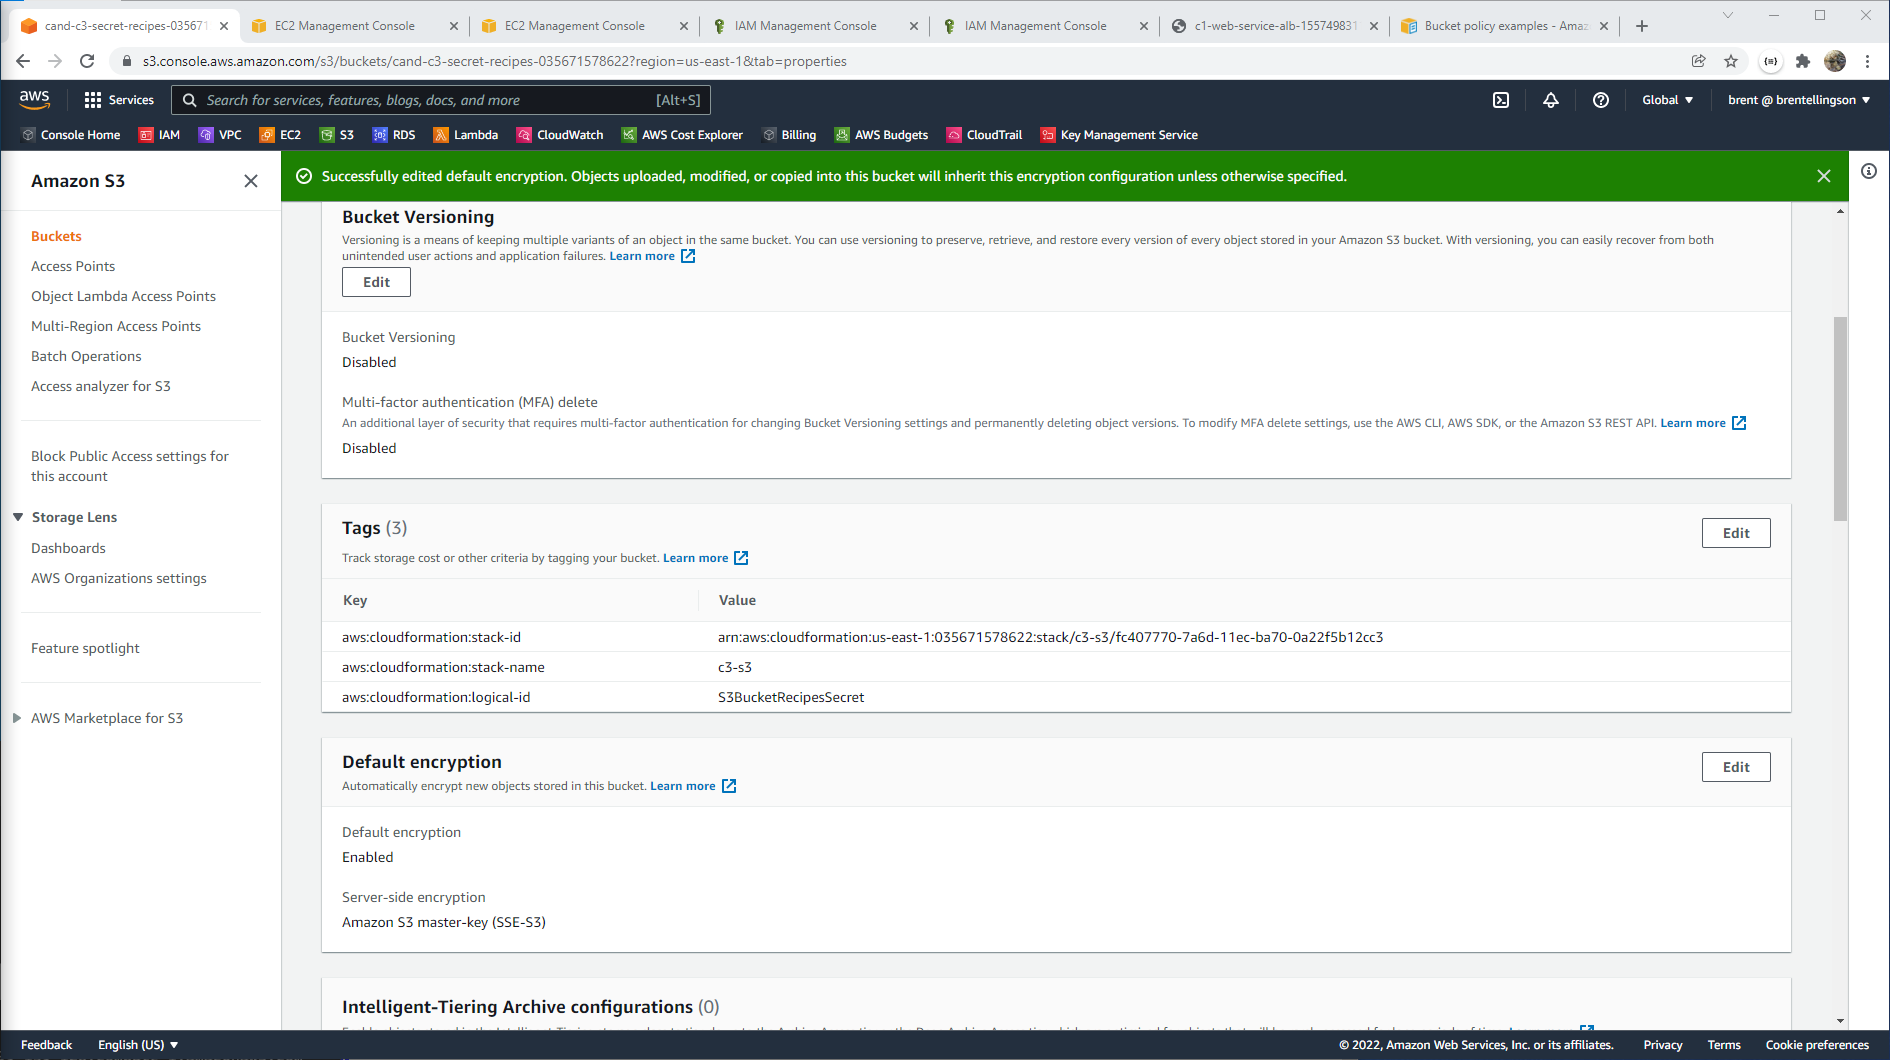 cand-c3-secret-recipes-03567
EC2 Management Console
EC2 Management Console
IAM Management Console
IAM Management Console
c1-web-service-alb-155749831
Bucket policy examples - Amaz
s3.console.aws.amazon.com/s3/buckets/cand-c3-secret-recipes-035671578622?region=us-east-1&tab=properties
aws
Services
Search for services, features, blogs, docs, and more
[Alt+S]
Global
brent @ brentellingson
Console Home
IAM
VPC
EC2
S3
RDS
Lambda
CloudWatch
AWS Cost Explorer
Billing
AWS Budgets
CloudTrail
Key Management Service
Amazon S3
Buckets
Access Points
Object Lambda Access Points
Multi-Region Access Points
Batch Operations
Access analyzer for S3
Block Public Access settings for
this account
Storage Lens
Dashboards
AWS Organizations settings
Feature spotlight
AWS Marketplace for S3
Successfully edited default encryption. Objects uploaded, modified, or copied into this bucket will inherit this encryption configuration unless otherwise specified.
Bucket Versioning
Versioning is a means of keeping multiple variants of an object in the same bucket. You can use versioning to preserve, retrieve, and restore every version of every object stored in your Amazon S3 bucket. With versioning, you can easily recover from both
unintended user actions and application failures. Learn more
Edit
Bucket Versioning
Disabled
Multi-factor authentication (MFA) delete
An additional layer of security that requires multi-factor authentication for changing Bucket Versioning settings and permanently deleting object versions. To modify MFA delete settings, use the AWS CLI, AWS SDK, or the Amazon S3 REST API. Learn more
Disabled
Tags (3)
Edit
Track storage cost or other criteria by tagging your bucket. Learn more
Key
Value
aws:cloudformation:stack-id
arn:aws:cloudformation:us-east-1:035671578622:stack/c3-s3/fc407770-7a6d-11ec-ba70-0a22f5b12cc3
aws:cloudformation:stack-name
c3-s3
aws:cloudformation:logical-id
S3BucketRecipesSecret
Default encryption
Edit
Automatically encrypt new objects stored in this bucket. Learn more
Default encryption
Enabled
Server-side encryption
Amazon S3 master-key (SSE-S3)
Intelligent-Tiering Archive configurations (0)
Feedback
English (US)
© 2022, Amazon Web Services, Inc. or its affiliates.
Privacy
Terms
Cookie preferences